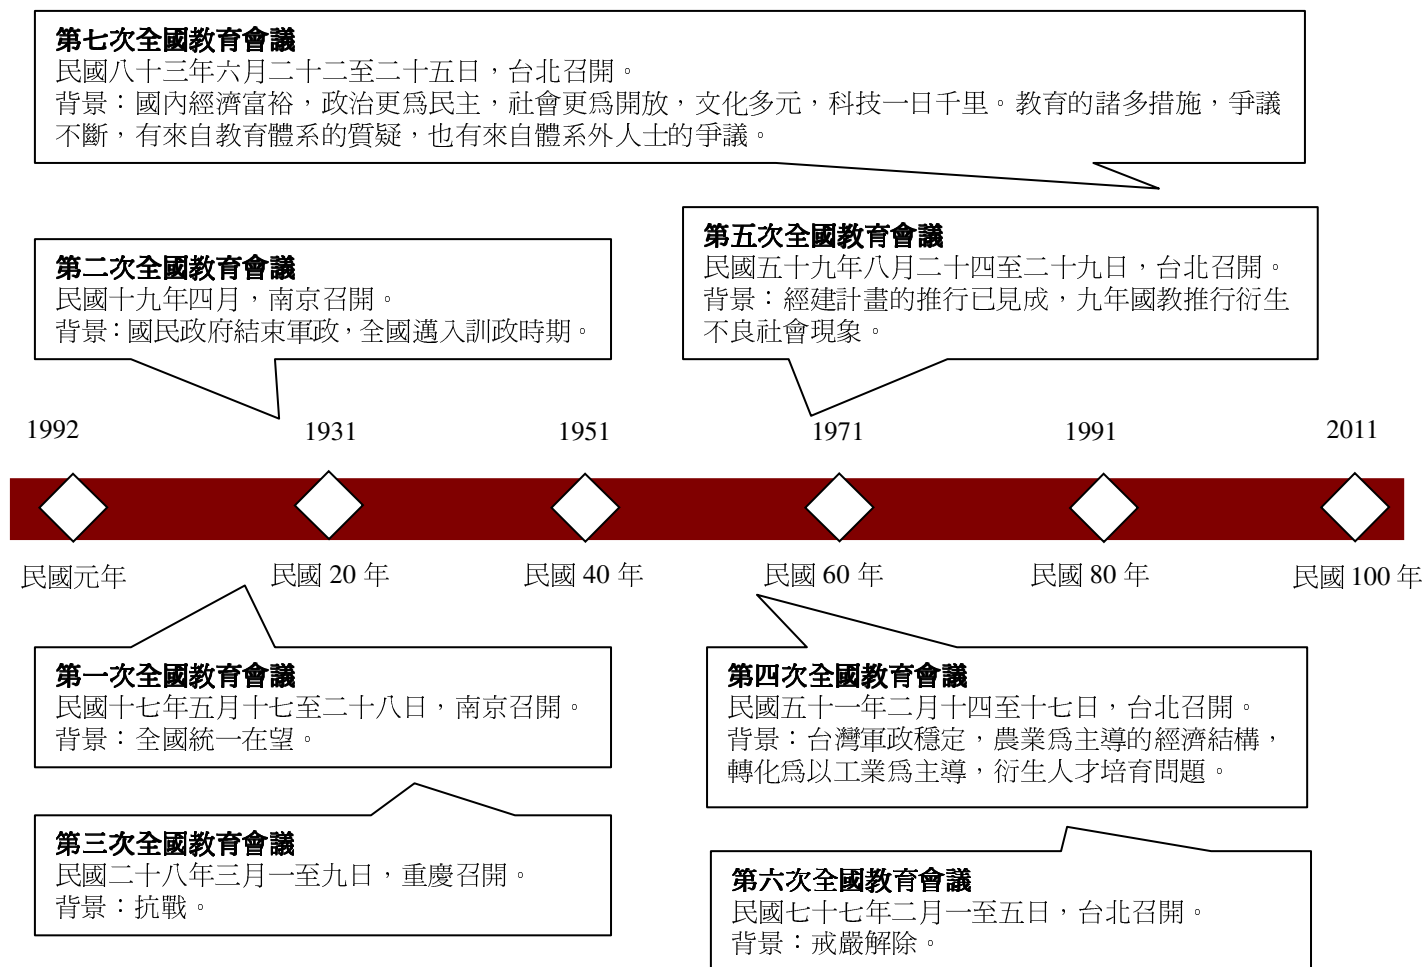 第七次全國教育會議
民國八十三年六月二十二至二十五日，台北召開。
背景：國內經濟富裕，政治更為民主，社會更為開放，文化多元，科技一日千里。教育的諸多措施，爭議
不斷，有來自教育體系的質疑，也有來自體系外人士的爭議。
第二次全國教育會議
民國十九年四月，南京召開。
背景：國民政府結束軍政，全國邁入訓政時期。
第五次全國教育會議
民國五十九年八月二十四至二十九日，台北召開。
背景：經建計畫的推行已見成，九年國教推行衍生
不良社會現象。
1992 1931 1951 1971 1991 2011
民國元年 民國 20 年 民國 40 年 民國 60 年 民國 80 年 民國 100 年
第一次全國教育會議
民國十七年五月十七至二十八日，南京召開。
背景：全國統一在望。
第四次全國教育會議
民國五十一年二月十四至十七日，台北召開。
背景：台灣軍政穩定，農業為主導的經濟結構，
轉化為以工業為主導，衍生人才培育問題。
第三次全國教育會議
民國二十八年三月一至九日，重慶召開。
背景：抗戰。
第六次全國教育會議
民國七十七年二月一至五日，台北召開。
背景：戒嚴解除。